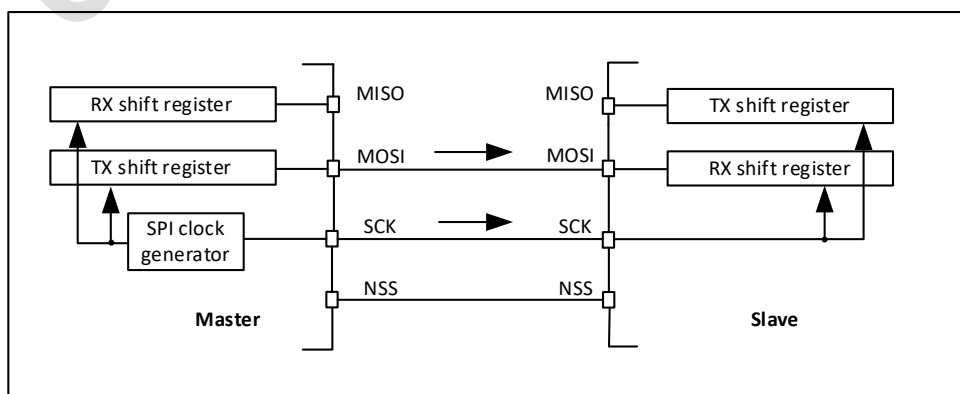 MISO MISO
RX shift register TX shift register
MOSI MOSI
TX shift register RX shift register
SPI clock
generator
SCK SCK
NSS NSS
Master Slave